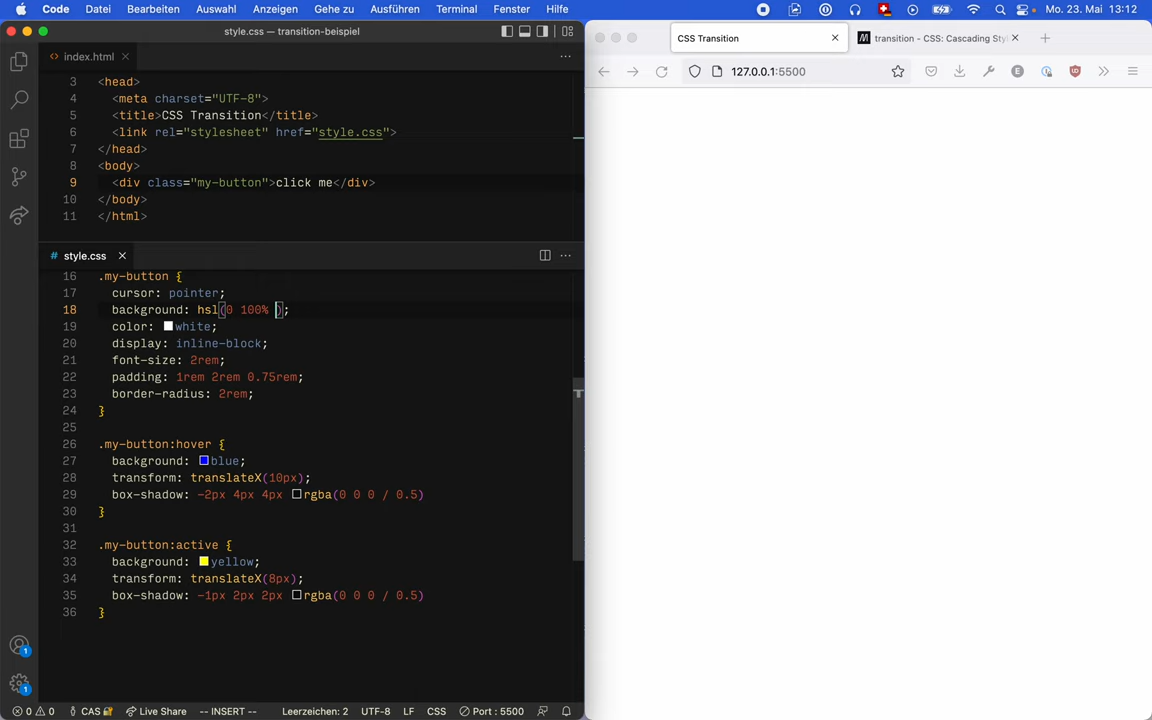 Code Datei Bearbeiten Auswahl Anzeigen Gehe zu Ausführen Terminal Fenster Hilfe Mo. 23. Mai 13:12
style.css — transition-beispiel
CSS Transition
transition - CSS: Cascading Sty
127.0.0.1:5500
index.html
3 <head>
4 <meta charset="UTF-8">
5 <title>CSS Transition</title>
6 <link rel="stylesheet" href="style.css">
7 </head>
8 <body>
9 <div class="my-button">click me</div>
10 </body>
11 </html>
# style.css
16 .my-button {
17 cursor: pointer;
18 background: hsl(0 100% );
19 color: white;
20 display: inline-block;
21 font-size: 2rem;
22 padding: 1rem 2rem 0.75rem;
23 border-radius: 2rem;
24 }
25
26 .my-button:hover {
27 background: blue;
28 transform: translateX(10px);
29 box-shadow: -2px 4px 4px rgba(0 0 0 / 0.5)
30 }
31
32 .my-button:active {
33 background: yellow;
34 transform: translateX(8px);
35 box-shadow: -1px 2px 2px rgba(0 0 0 / 0.5)
36 }
0 0 CAS Live Share -- INSERT -- Leerzeichen: 2 UTF-8 LF CSS Port : 5500